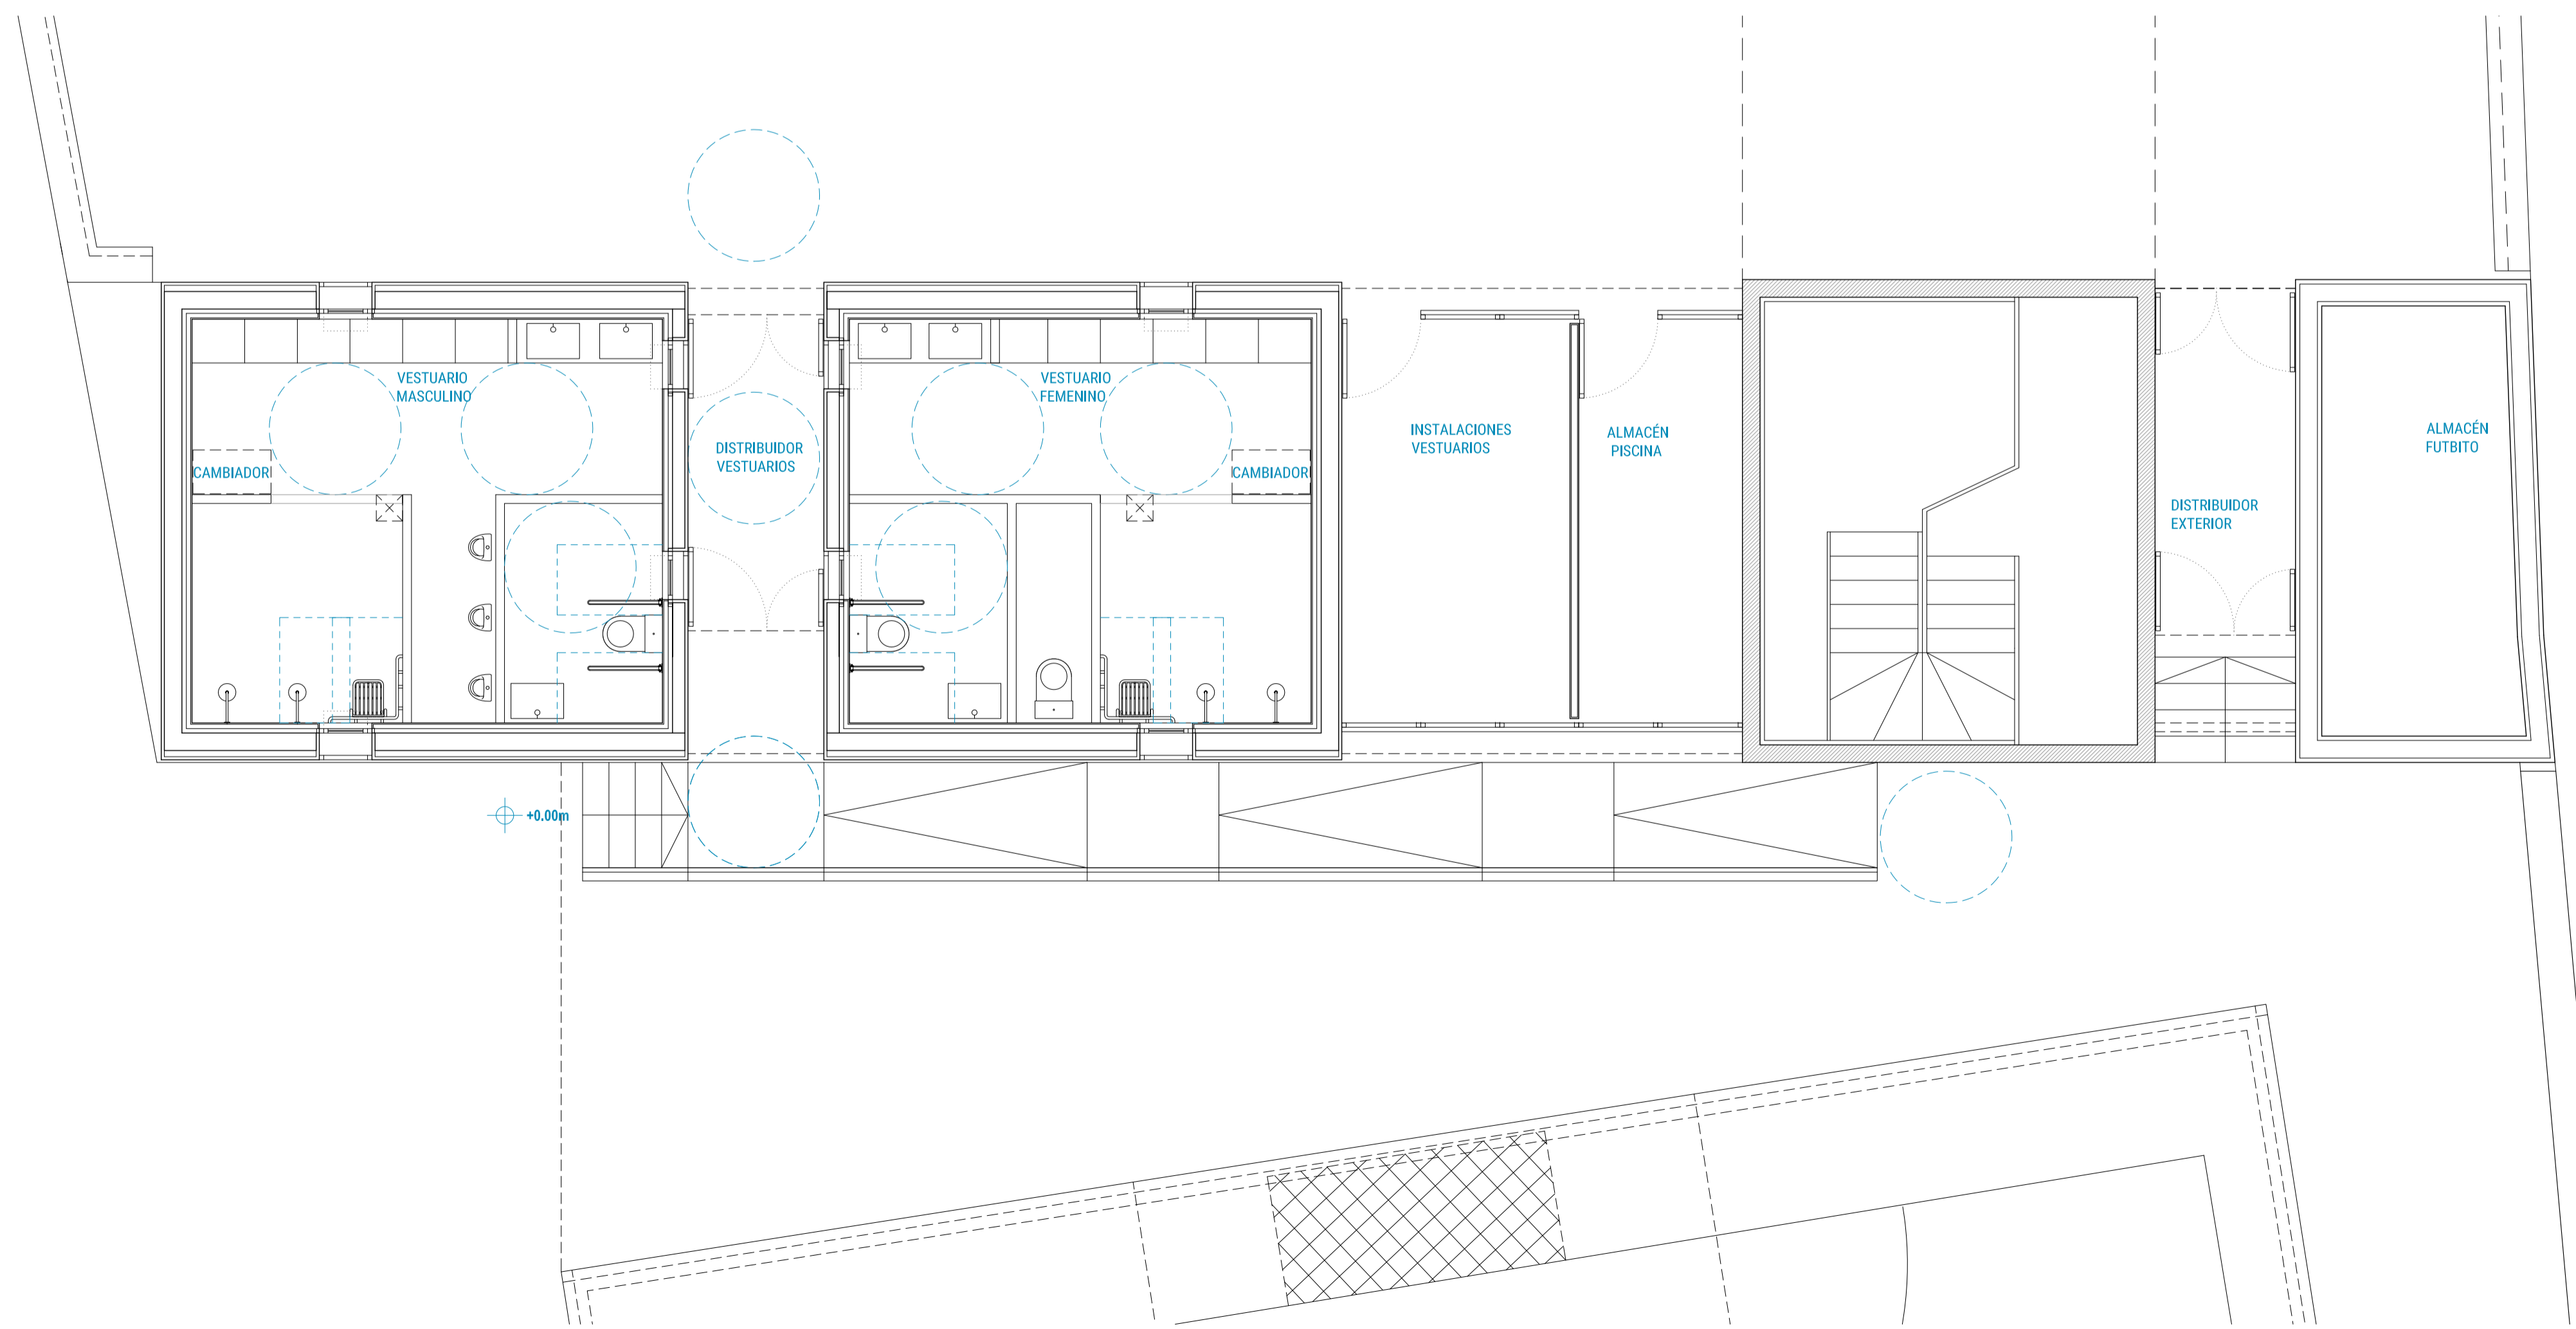 VESTUARIO
MASCULINO
CAMBIADOR
DISTRIBUIDOR
VESTUARIOS
VESTUARIO
FEMENINO
CAMBIADOR
INSTALACIONES
VESTUARIOS
ALMACÉN
PISCINA
DISTRIBUIDOR
EXTERIOR
ALMACÉN
FUTBITO
+0.00m